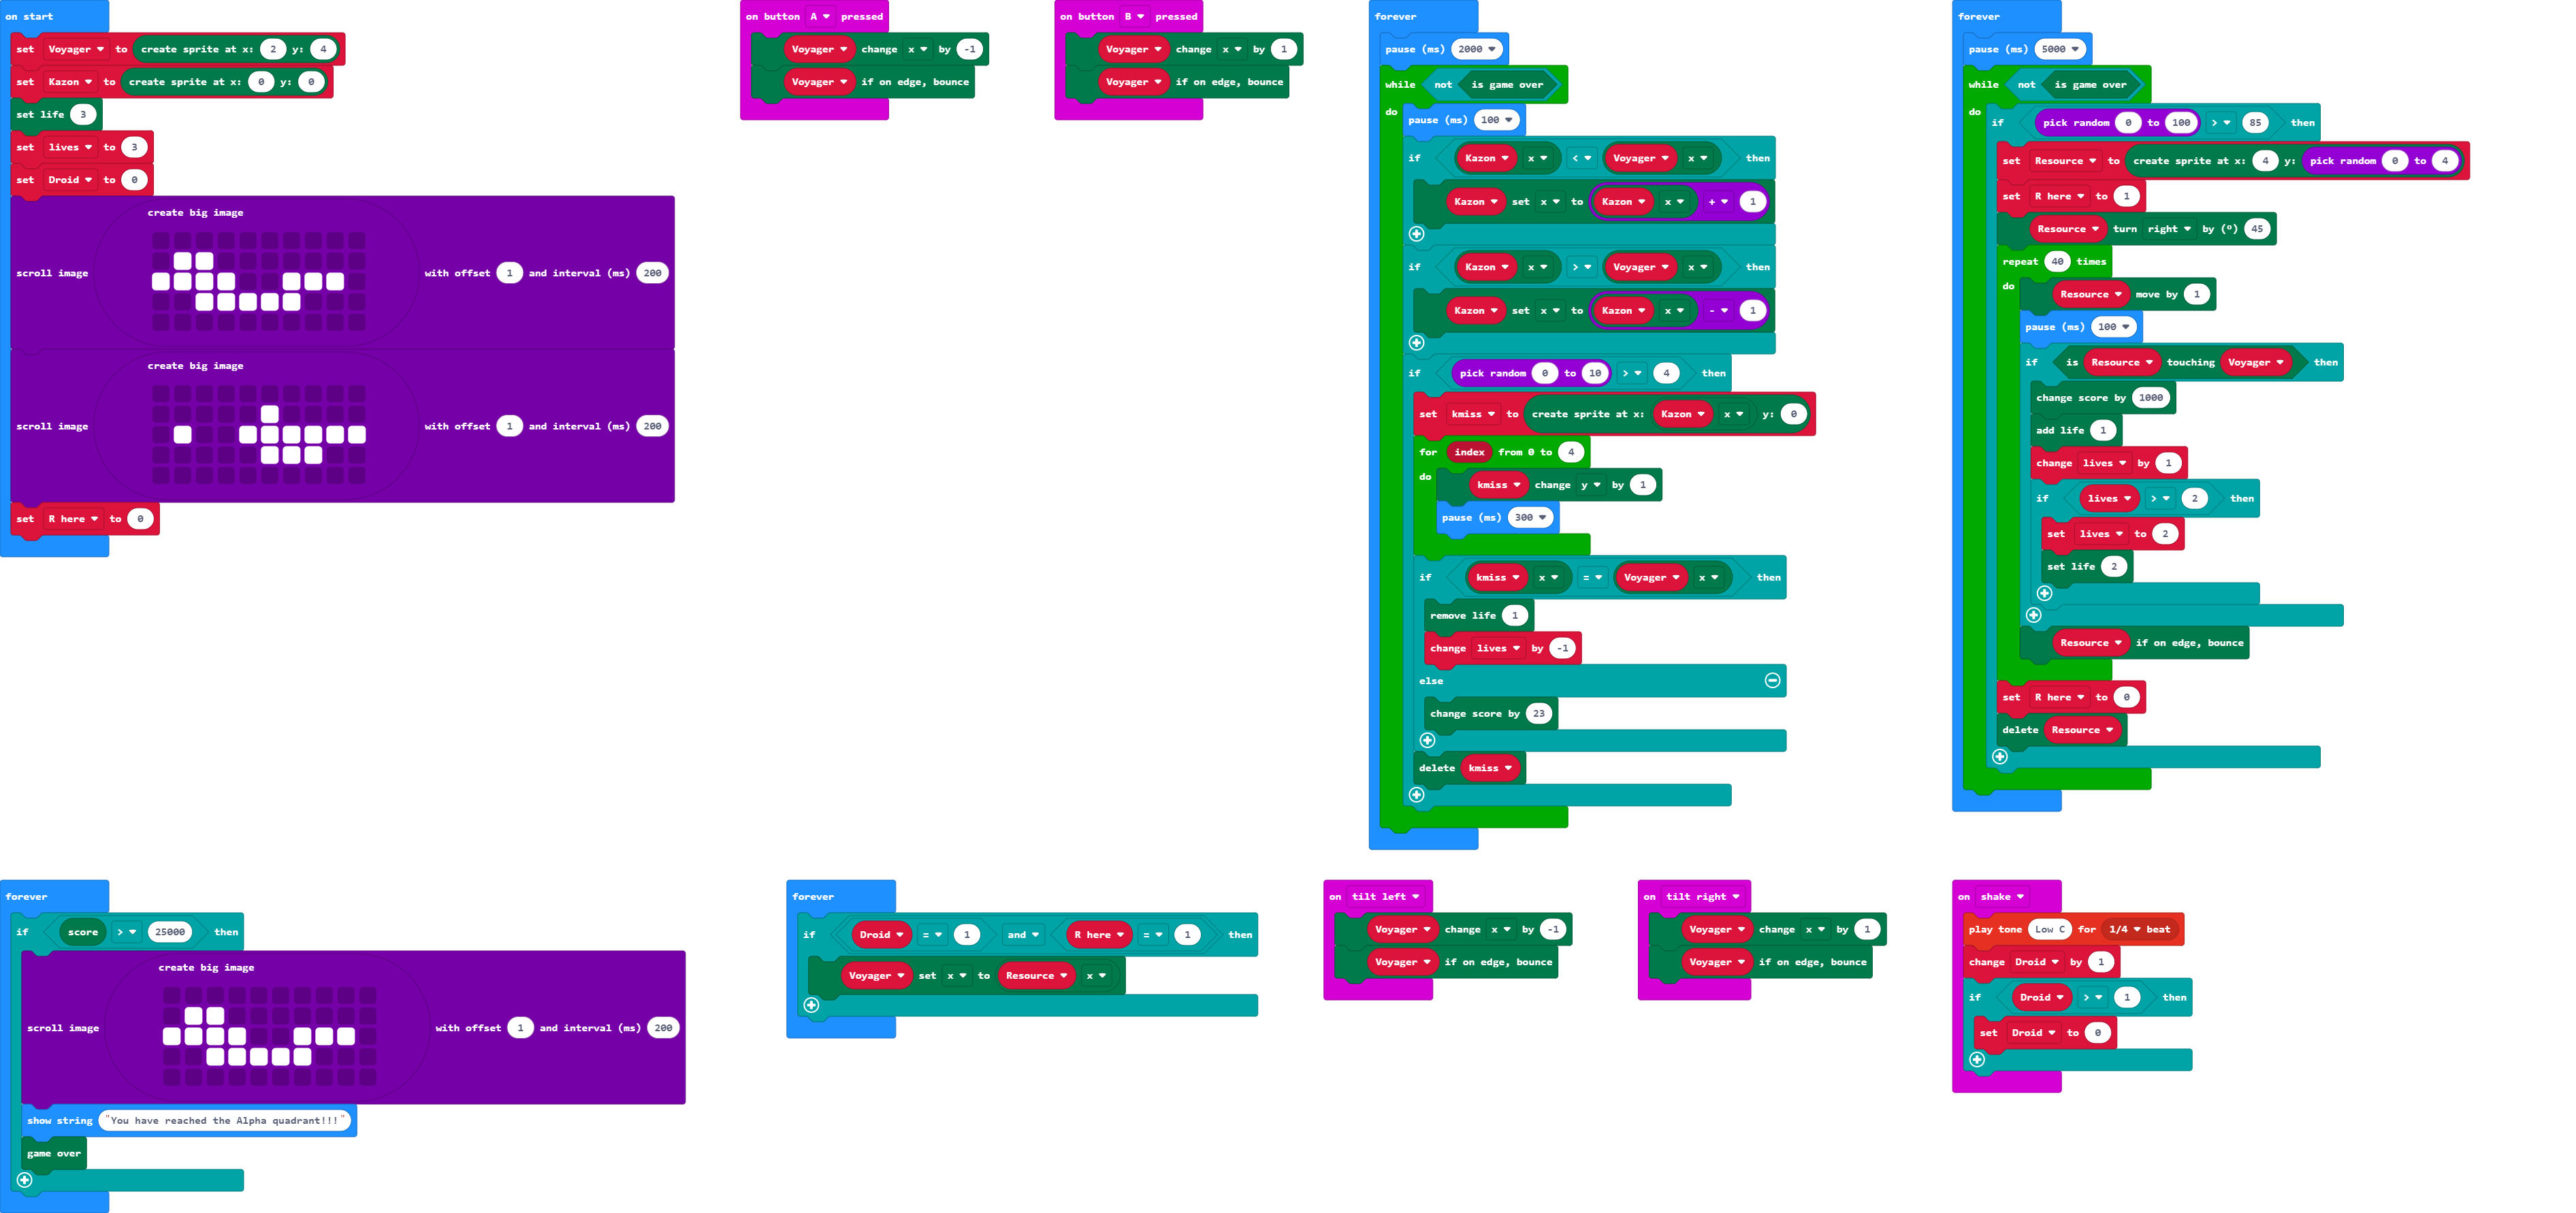 on start
set Voyager to create sprite at x: 2 y: 4
set Kazon to create sprite at x: 0 y: 0
set life 3
set lives to 3
set Droid to 0
create big image
scroll image with offset 1 and interval (ms) 200
create big image
scroll image with offset 1 and interval (ms) 200
set R here to 0
on button A pressed
Voyager change x by -1
Voyager if on edge, bounce
on button B pressed
Voyager change x by 1
Voyager if on edge, bounce
forever
pause (ms) 2000
while not is game over
do
pause (ms) 100
if Kazon x < Voyager x then
Kazon set x to Kazon x + 1
if Kazon x > Voyager x then
Kazon set x to Kazon x - 1
if pick random 0 to 10 > 4 then
set kmiss to create sprite at x: Kazon x y: 0
for index from 0 to 4
do kmiss change y by 1
pause (ms) 300
if kmiss x = Voyager x then
remove life 1
change lives by -1
else
change score by 23
delete kmiss
forever
pause (ms) 5000
while not is game over
do
if pick random 0 to 100 > 85 then
set Resource to create sprite at x: 4 y: pick random 0 to 4
set R here to 1
Resource turn right by (º) 45
repeat 40 times
do Resource move by 1
pause (ms) 100
if is Resource touching Voyager then
change score by 1000
add life 1
change lives by 1
if lives > 2 then
set lives to 2
set life 2
Resource if on edge, bounce
set R here to 0
delete Resource
forever
if score > 25000 then
create big image
scroll image with offset 1 and interval (ms) 200
show string "You have reached the Alpha quadrant!!!"
game over
forever
if Droid = 1 and R here = 1 then
Voyager set x to Resource x
on tilt left
Voyager change x by -1
Voyager if on edge, bounce
on tilt right
Voyager change x by 1
Voyager if on edge, bounce
on shake
play tone Low C for 1/4 beat
change Droid by 1
if Droid > 1 then
set Droid to 0